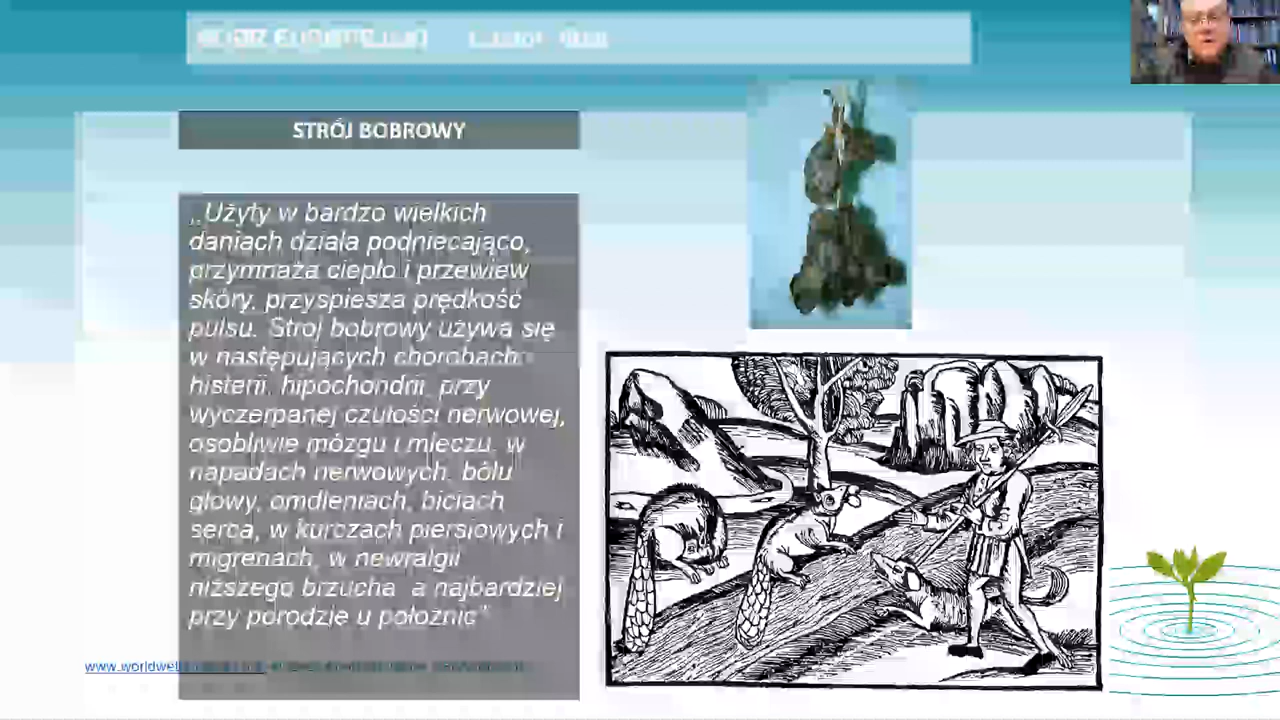 STRÓJ BOBROWY
„Użyty w bardzo wielkich
daniach działa podniecająco,
przymnaża ciepło i przewiew
skóry, przyspiesza prędkość
pulsu. Strój bobrowy używa się
w następujących chorobach:
histerii, hipochondrii, przy
wyczerpanej czułości nerwowej,
osobliwie mózgu i mleczu, w
napadach nerwowych, bólu
głowy, omdleniach, biciach
serca, w kurczach piersiowych i
migrenach, w newralgii
niższego brzucha a najbardziej
przy porodzie u położnic”